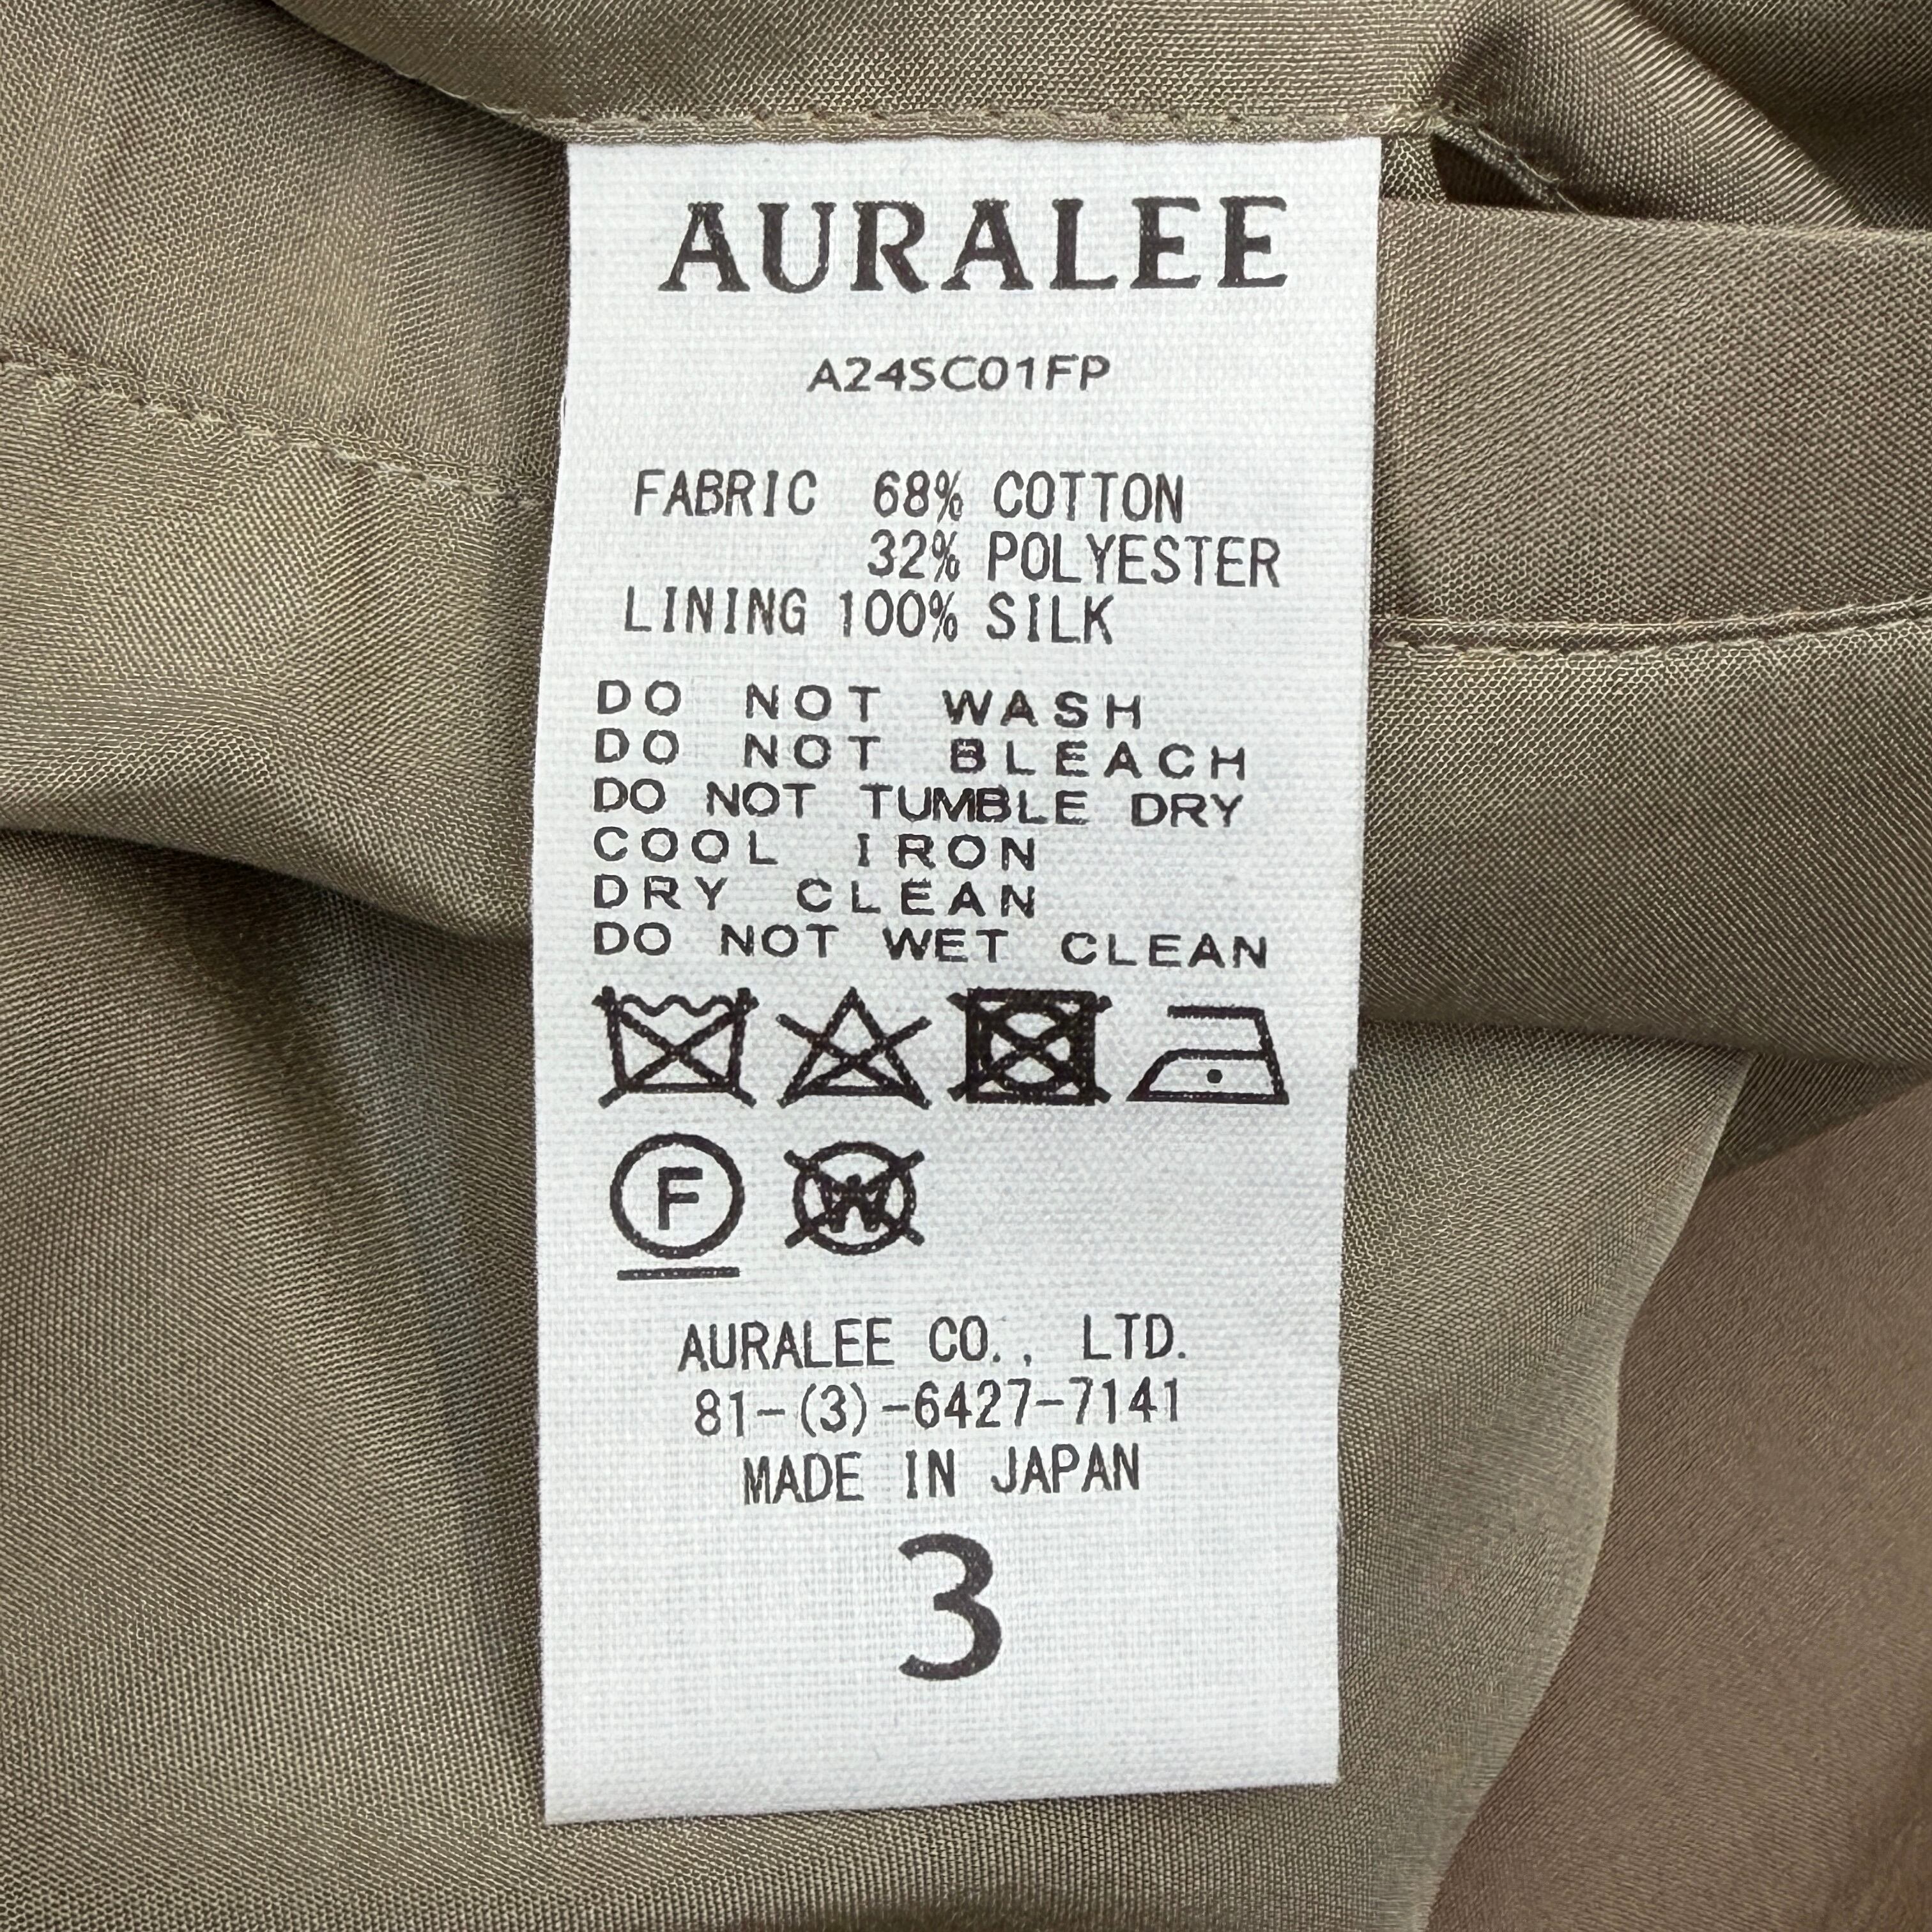 AURALEE
A24SC01FP
FABRIC 68% COTTON
32% POLYESTER
LINING 100% SILK
DO NOT WASH
DO NOT BLEACH
DO NOT TUMBLE DRY
COOL IRON
DRY CLEAN
DO NOT WET CLEAN
F W
AURALEE CO., LTD.
81-(3)-6427-7141
MADE IN JAPAN
3